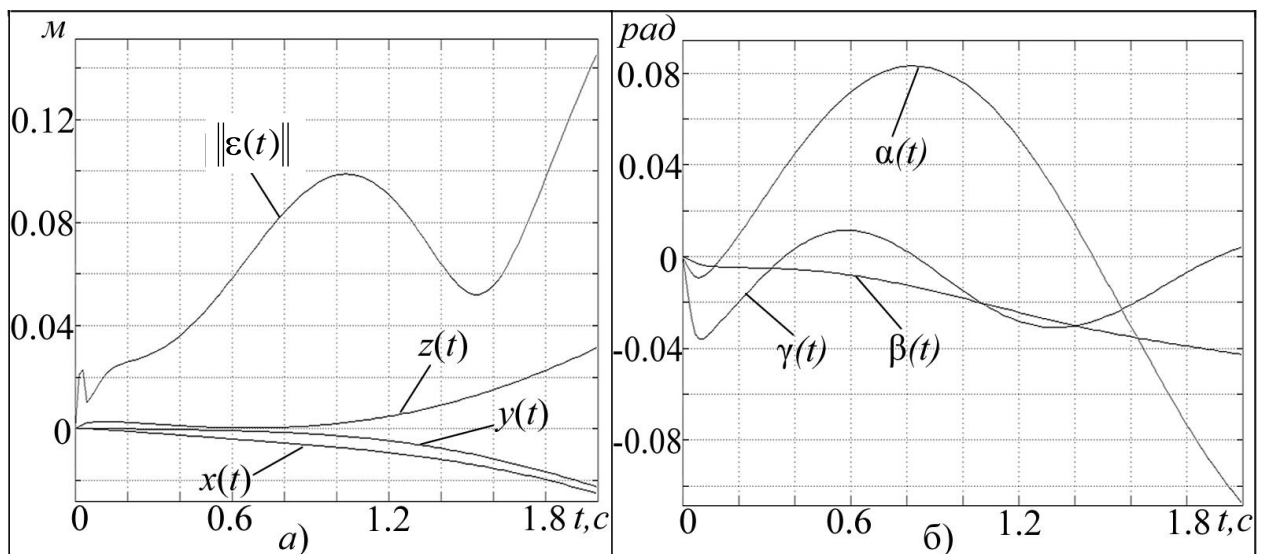 м
0.12
0.08
0.04
0
‖ε(t)‖
z(t)
y(t)
x(t)
0 0.6 1.2 1.8 t,c
а)
рад
0.08
0.04
0
-0.04
-0.08
α(t)
γ(t)
β(t)
0 0.6 1.2 1.8 t,c
б)